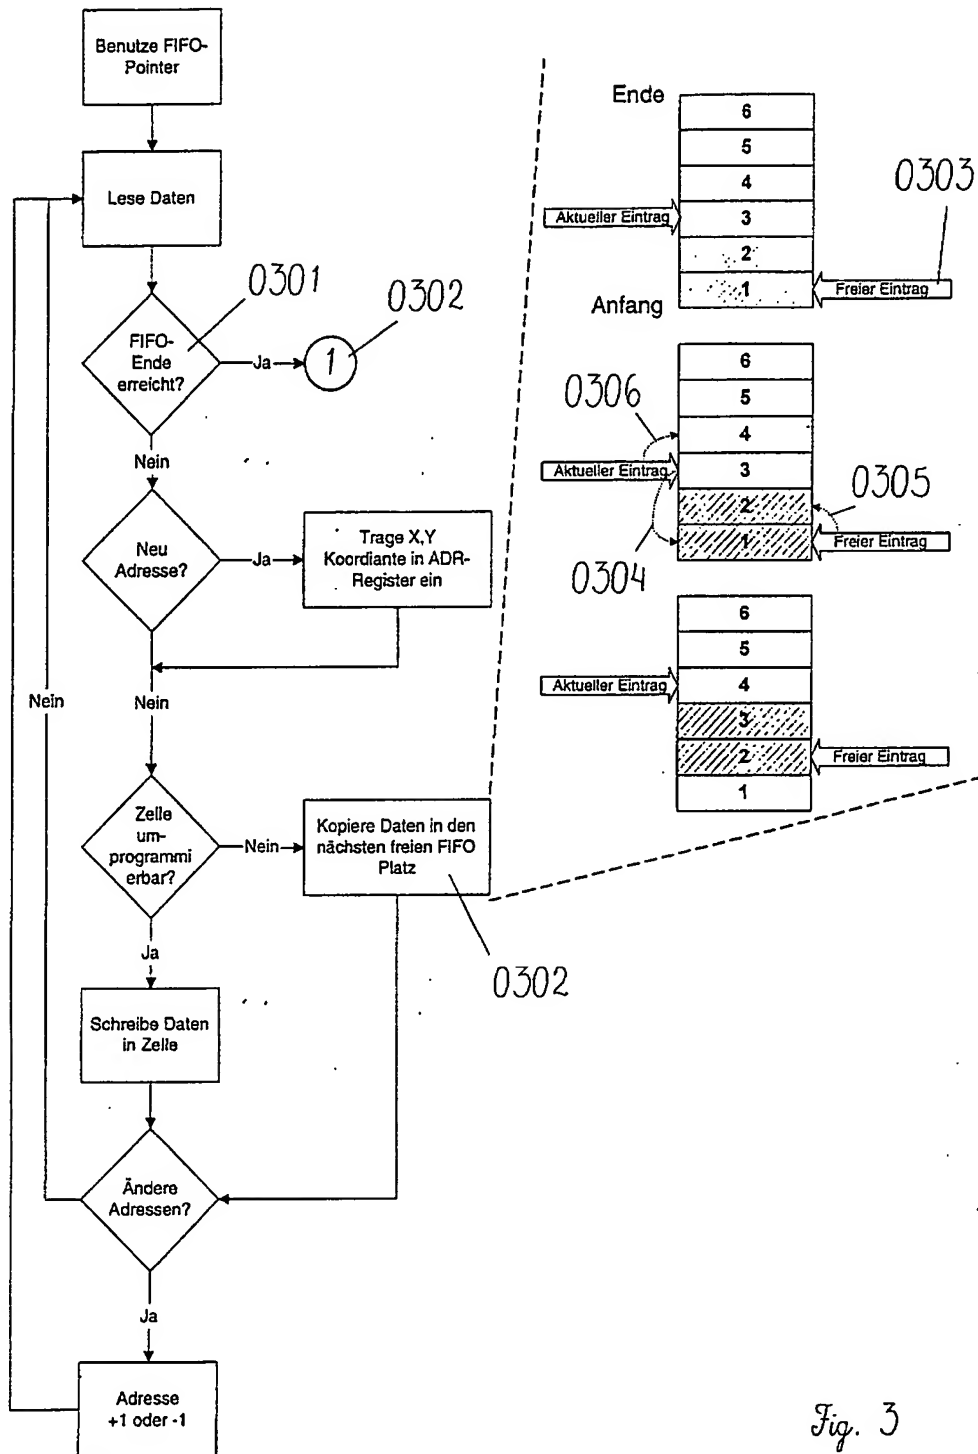 Benutze FIFO-
Pointer
Lese Daten
0301
0302
FIFO-
Ende
erreicht?
Ja
1
Nein
Neu
Adresse?
Ja
Trage X,Y
Koordiante in ADR-
Register ein
Nein
Nein
Zelle
um-
programmi
erbar?
Nein
Kopiere Daten in den
nächsten freien FIFO
Platz
0302
Ja
Schreibe Daten
in Zelle
Ändere
Adressen?
Ja
Adresse
+1 oder -1
Ende
6
5
4
0303
Aktueller Eintrag
3
2
1
Freier Eintrag
Anfang
6
0306
5
4
Aktueller Eintrag
3
0305
2
1
Freier Eintrag
0304
6
5
Aktueller Eintrag
4
3
2
Freier Eintrag
1
Fig. 3